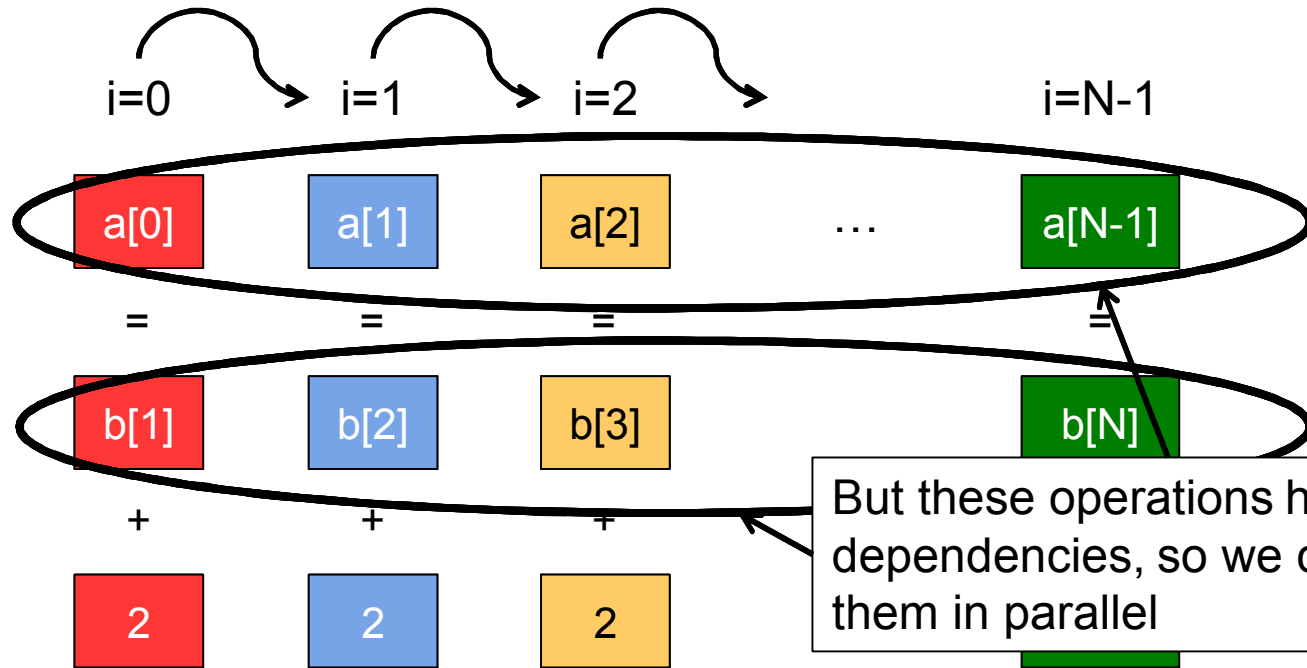 i=0 i=1 i=2 i=N-1
a[0] a[1] a[2] … a[N-1]
= = = =
b[1] b[2] b[3] b[N]
+ + +
But these operations h
dependencies, so we
them in parallel
2 2 2